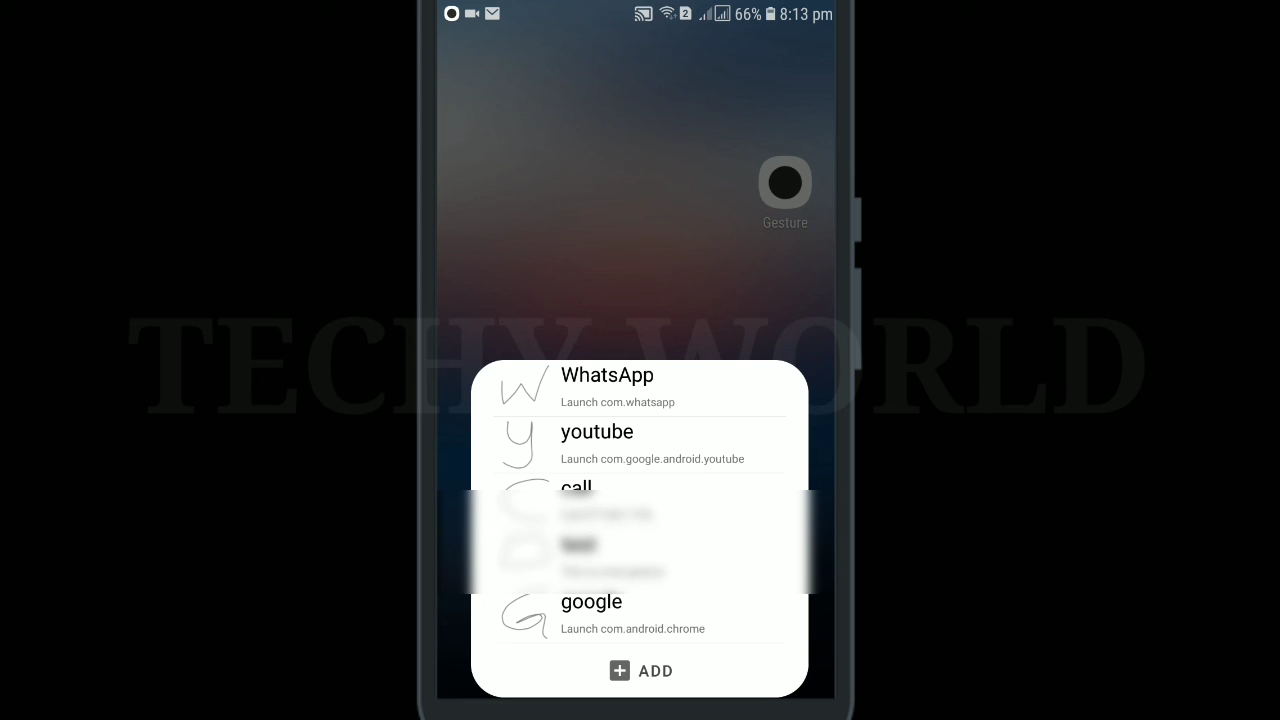 2 66% 8:13 pm
Gesture
TECHY WORLD
WhatsApp
Launch com.whatsapp
youtube
Launch com.google.android.youtube
call
google
Launch com.android.chrome
ADD